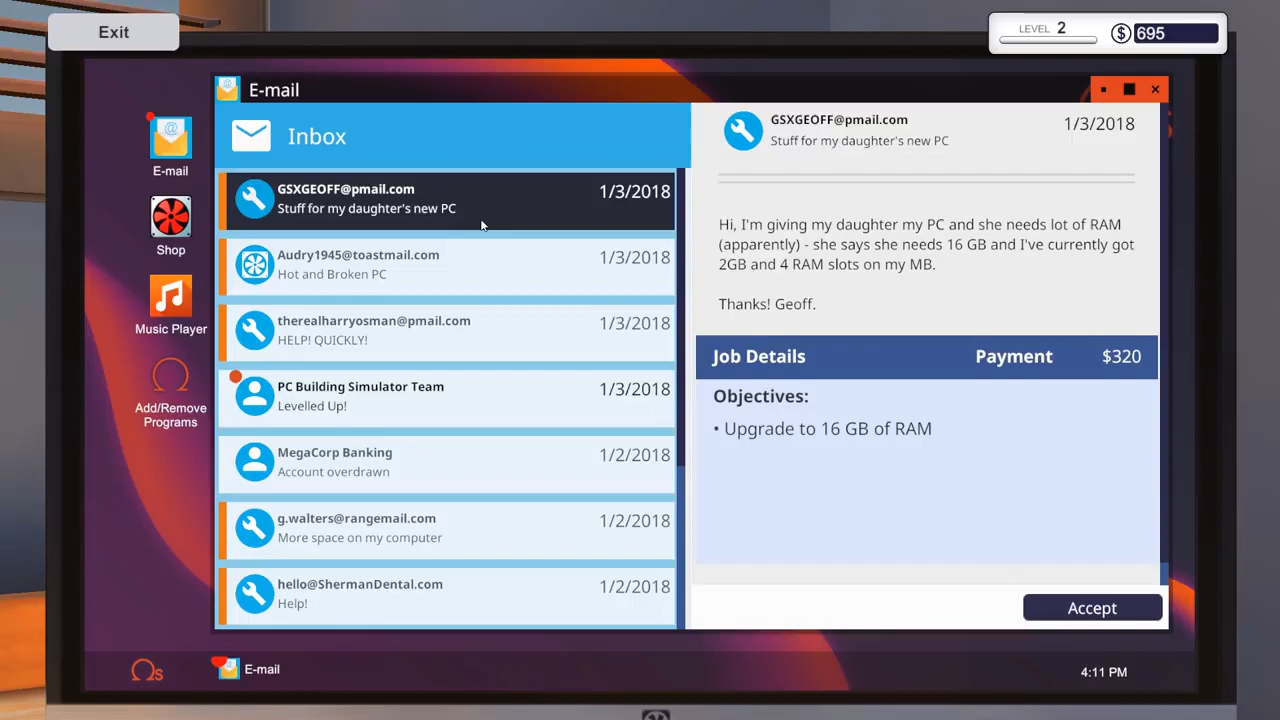 Exit
LEVEL 2
$ 695
E-mail
Shop
Music Player
Add/Remove
Programs
E-mail
Inbox
GSXGEOFF@pmail.com
1/3/2018
Stuff for my daughter's new PC
Audry1945@toastmail.com
1/3/2018
Hot and Broken PC
therealharryosman@pmail.com
1/3/2018
HELP! QUICKLY!
PC Building Simulator Team
1/3/2018
Levelled Up!
MegaCorp Banking
1/2/2018
Account overdrawn
g.walters@rangemail.com
1/2/2018
More space on my computer
hello@ShermanDental.com
1/2/2018
Help!
GSXGEOFF@pmail.com
1/3/2018
Stuff for my daughter's new PC
Hi, I'm giving my daughter my PC and she needs lot of RAM
(apparently) - she says she needs 16 GB and I've currently got
2GB and 4 RAM slots on my MB.
Thanks! Geoff.
Job Details Payment $320
Objectives:
• Upgrade to 16 GB of RAM
Accept
Ωs
E-mail
4:11 PM